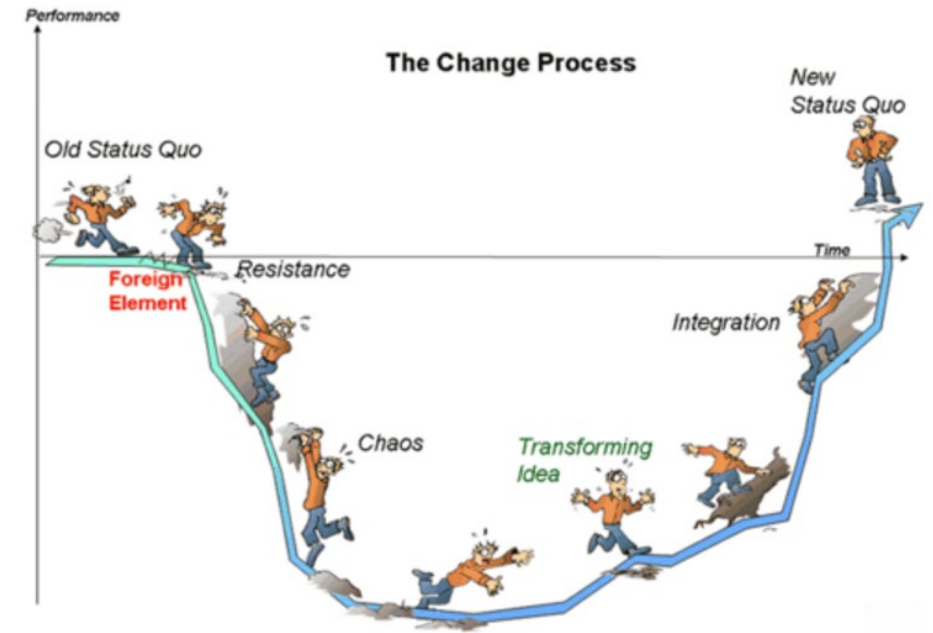 Performance
The Change Process
New
Status Quo
Old Status Quo
Time
Foreign
Element
Resistance
Integration
Chaos
Transforming
Idea